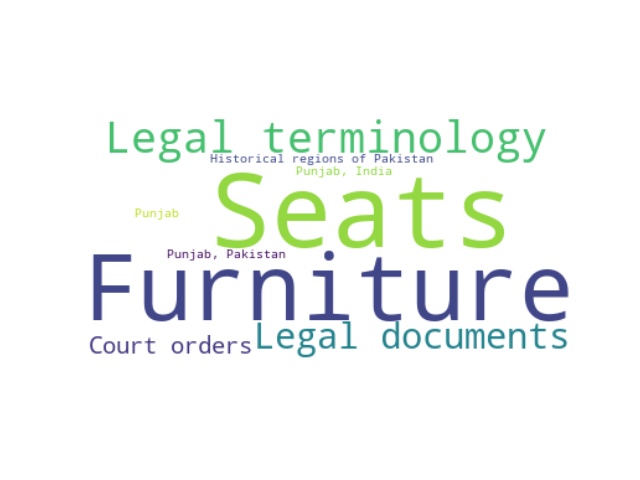 Legal terminology
Historical regions of Pakistan
Punjab, India
Seats
Punjab
Punjab, Pakistan
Furniture
Court orders
Legal documents